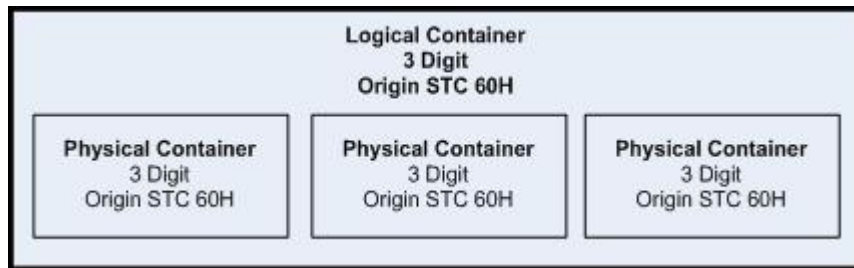 Logical Container
3 Digit
Origin STC 60H
Physical Container
3 Digit
Origin STC 60H
Physical Container
3 Digit
Origin STC 60H
Physical Container
3 Digit
Origin STC 60H